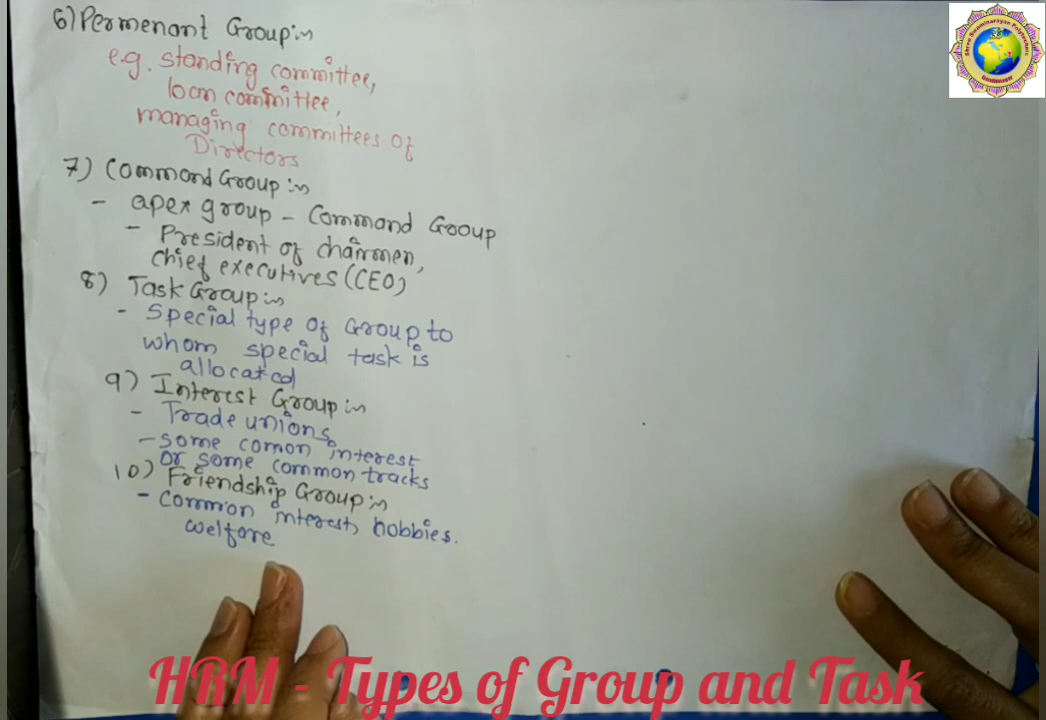 6) Permenant Group :~
e.g. standing committee,
loan committee,
managing committees of
Directors
7) Command Group :~
- apex group - Command Group
- President of chairmen,
chief executives (CEO)
8) Task Group :~
- Special type of Group to
whom special task is
allocated
9) Interest Group :~
- Trade unions
- some comon interest
or some common tracks
10) Friendship Group :~
- Common interest, hobbies.
welfare
Shree Swaminarayan Polytechnic
HRM - Types of Group and Task